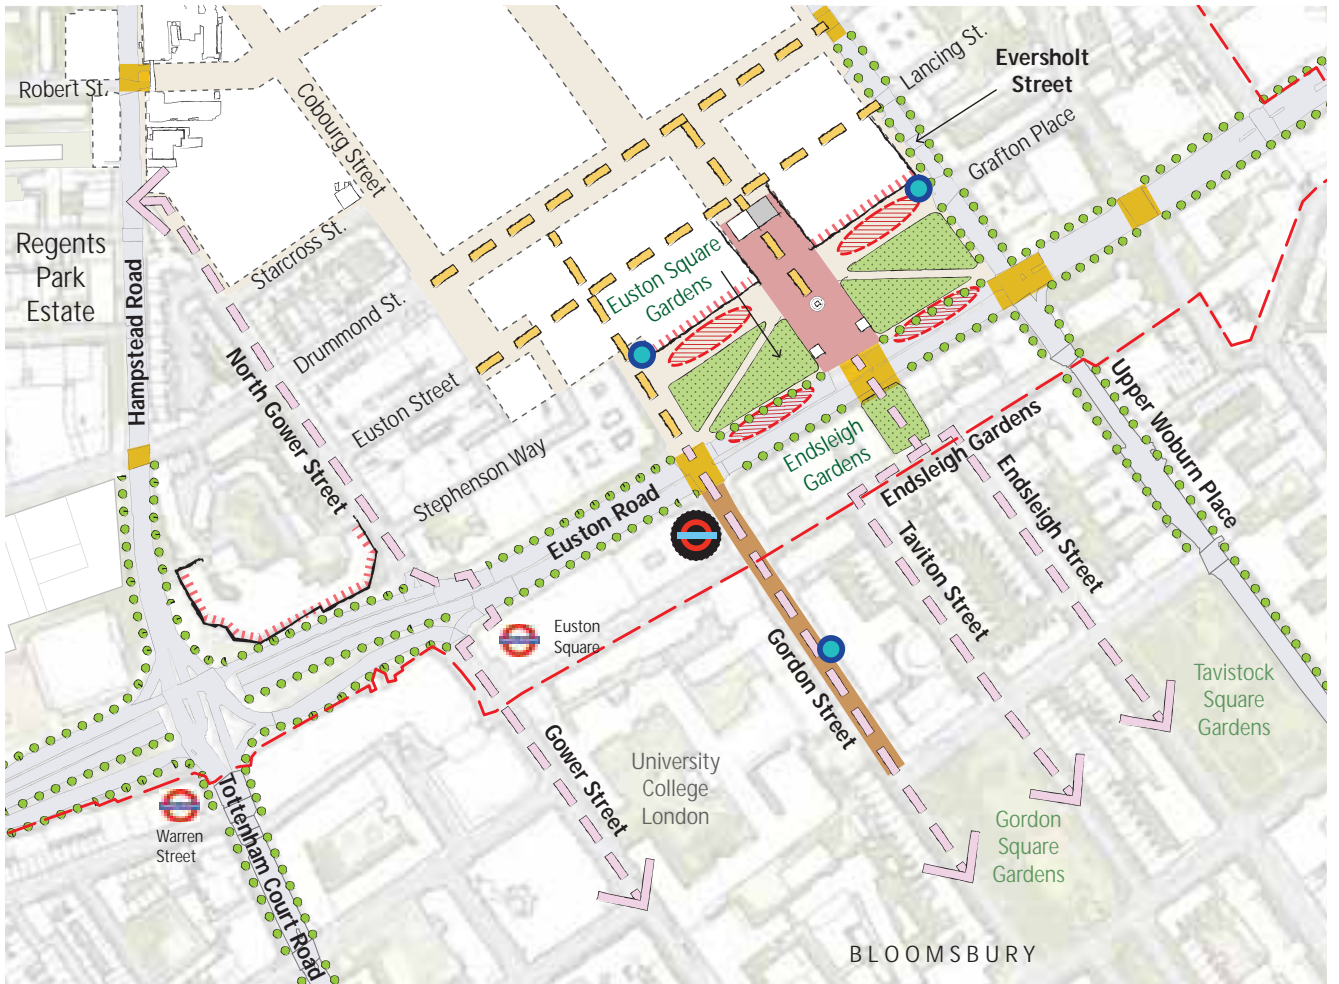 Lancing St.
Eversholt
Street
Robert St.
Cobourg Street
Grafton Place
Regents
Park
Estate
Hampstead Road
Starcross St.
Euston Square
Gardens
Drummond St.
North Gower Street
Euston Street
Stephenson Way
Euston Road
Endsleigh
Gardens
Endsleigh Gardens
Upper Woburn Place
Endsleigh Street
Taviton Street
Euston
Square
Gordon Street
Tavistock
Square
Gardens
Gower Street
University
College
London
Warren
Street
Tottenham Court Road
Gordon
Square
Gardens
BLOOMSBURY